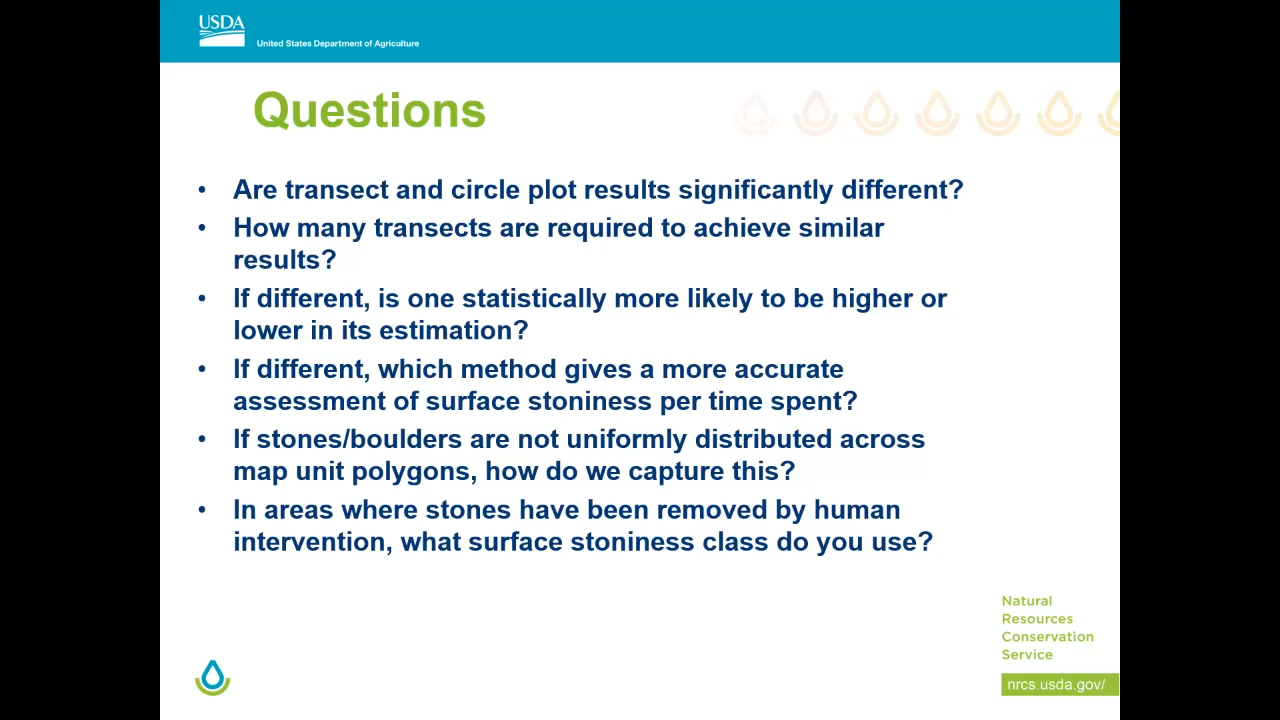 USDA
United States Department of Agriculture
Questions
• Are transect and circle plot results significantly different?
• How many transects are required to achieve similar
results?
• If different, is one statistically more likely to be higher or
lower in its estimation?
• If different, which method gives a more accurate
assessment of surface stoniness per time spent?
• If stones/boulders are not uniformly distributed across
map unit polygons, how do we capture this?
• In areas where stones have been removed by human
intervention, what surface stoniness class do you use?
Natural
Resources
Conservation
Service
nrcs.usda.gov/